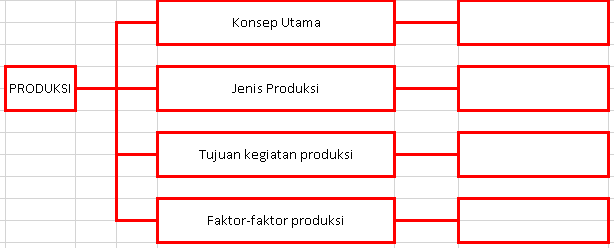 Konsep Utama
PRODUKSI
Jenis Produksi
Tujuan kegiatan produksi
Faktor-faktor produksi